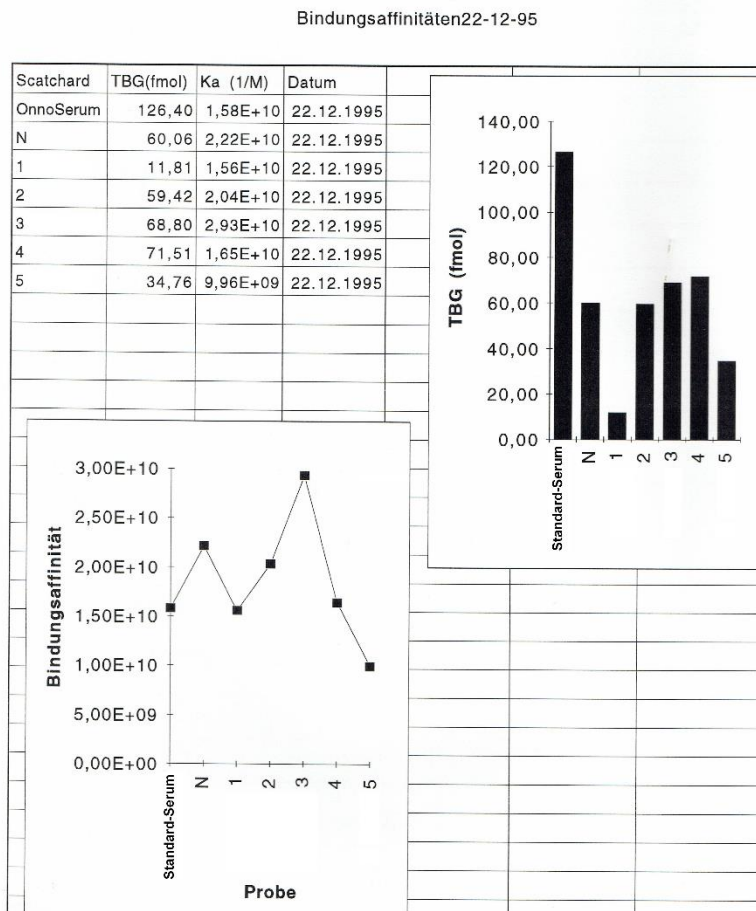 Bindungsaffinitäten22-12-95
Scatchard TBG(fmol) Ka (1/M) Datum
OnnoSerum 126,40 1,58E+10 22.12.1995
N 60,06 2,22E+10 22.12.1995
1 11,81 1,56E+10 22.12.1995
2 59,42 2,04E+10 22.12.1995
3 68,80 2,93E+10 22.12.1995
4 71,51 1,65E+10 22.12.1995
5 34,76 9,96E+09 22.12.1995
TBG (fmol)
140,00
120,00
100,00
80,00
60,00
40,00
20,00
0,00
Standard-Serum N 1 2 3 4 5
Bindungsaffinität
3,00E+10
2,50E+10
2,00E+10
1,50E+10
1,00E+10
5,00E+09
0,00E+00
Standard-Serum N 1 2 3 4 5
Probe